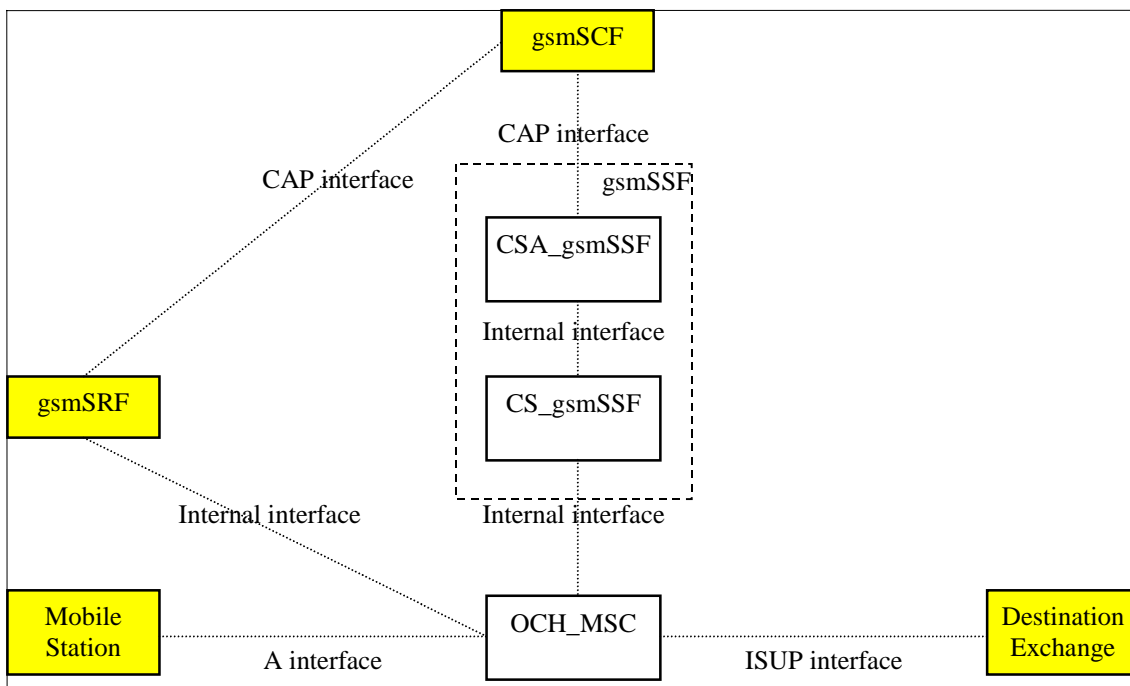 gsmSCF
CAP interface
CAP interface
gsmSSF
CSA_gsmSSF
Internal interface
gsmSRF
CS_gsmSSF
Internal interface
Internal interface
Mobile
Station
OCH_MSC
Destination
Exchange
A interface
ISUP interface